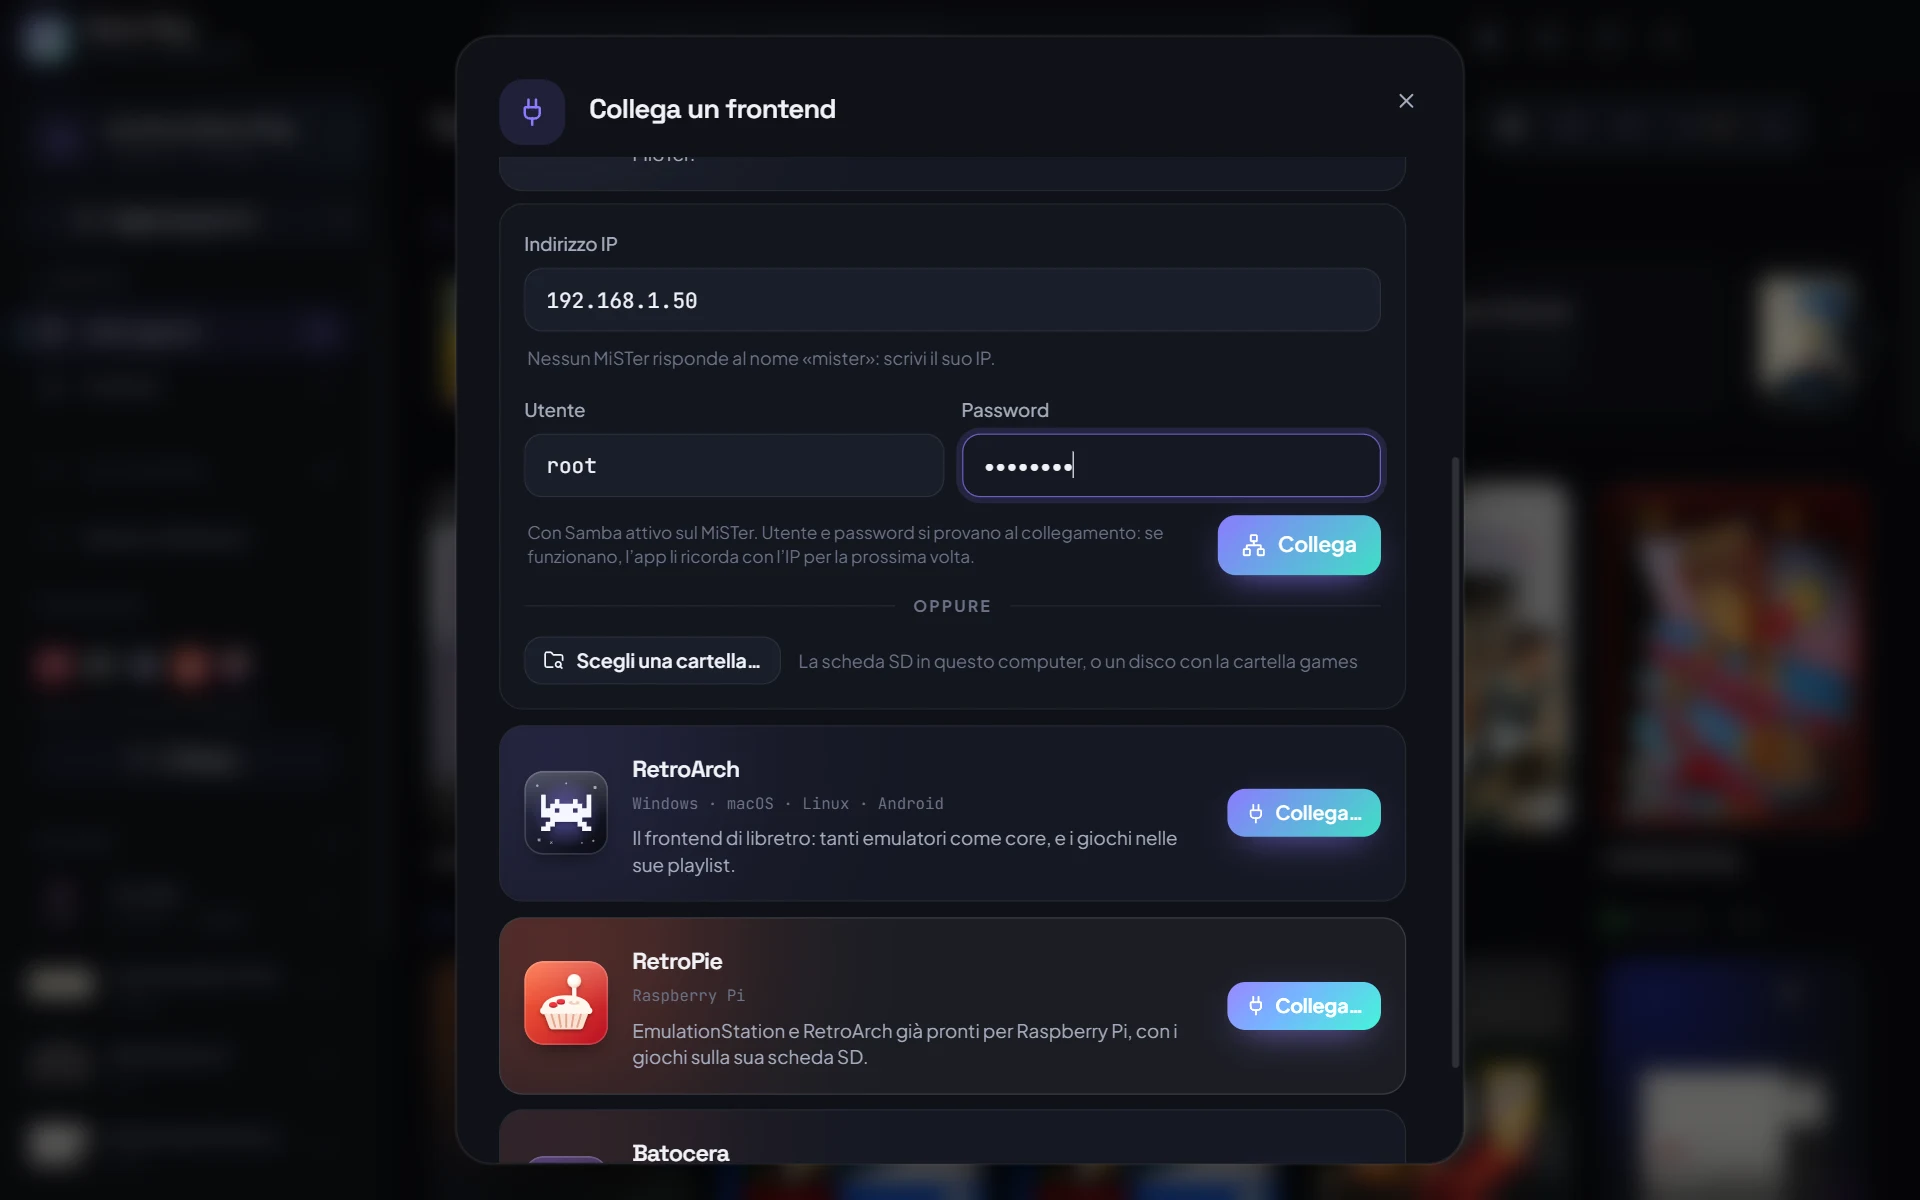 Collega un frontend
MiSTer.
Indirizzo IP
192.168.1.50
Nessun MiSTer risponde al nome «mister»: scrivi il suo IP.
Utente
Password
root
••••••••
Con Samba attivo sul MiSTer. Utente e password si provano al collegamento: se
funzionano, l’app li ricorda con l’IP per la prossima volta.
Collega
OPPURE
Scegli una cartella…
La scheda SD in questo computer, o un disco con la cartella games
RetroArch
Windows · macOS · Linux · Android
Il frontend di libretro: tanti emulatori come core, e i giochi nelle
sue playlist.
Collega…
RetroPie
Raspberry Pi
EmulationStation e RetroArch già pronti per Raspberry Pi, con i
giochi sulla sua scheda SD.
Collega…
Batocera